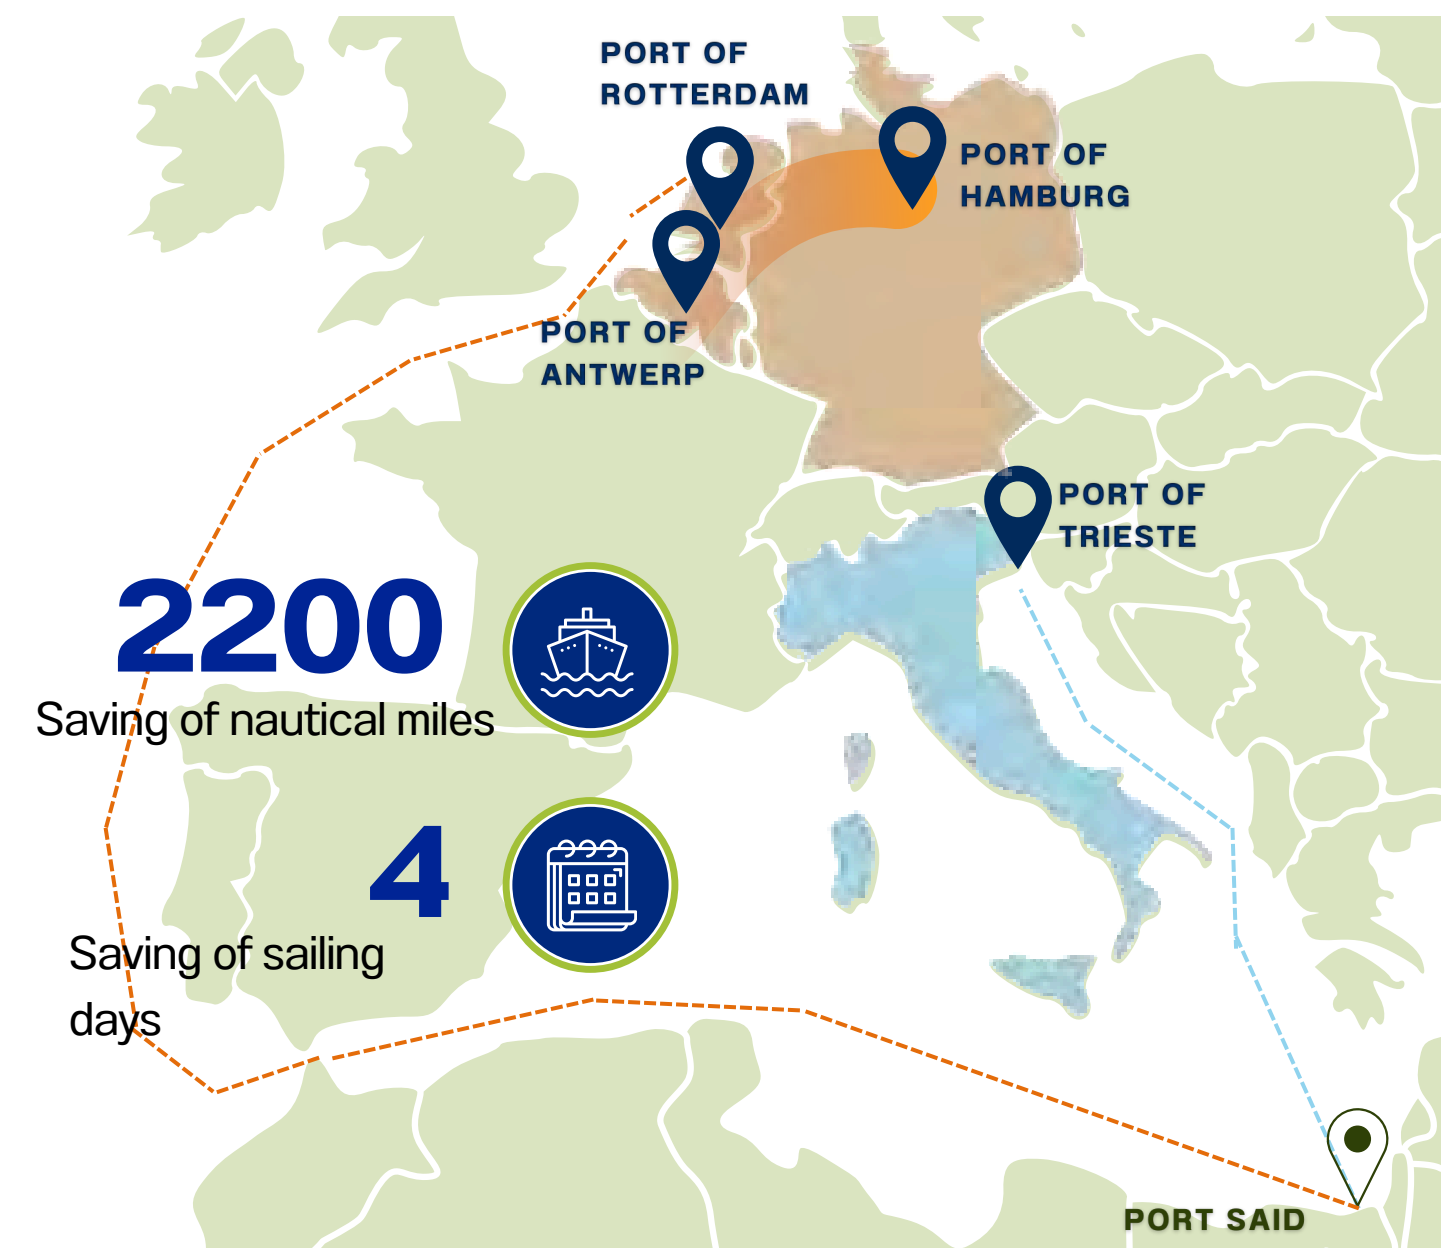 PORT OF
ROTTERDAM
PORT OF
HAMBURG
PORT OF
ANTWERP
PORT OF
TRIESTE
2200
Saving of nautical miles
4
Saving of sailing
days
PORT SAID